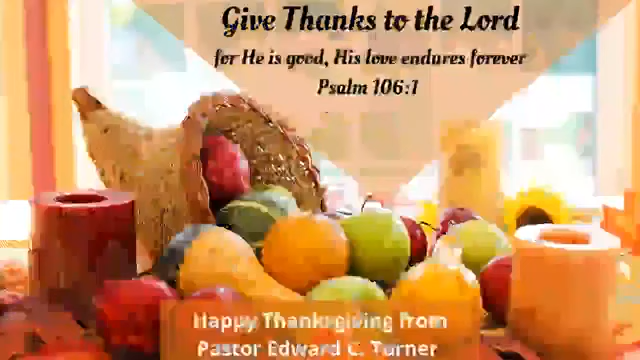 Give Thanks to the Lord
for He is good, His love endures forever
Psalm 106:1
Happy Thanksgiving from
Pastor Edward C. Turner